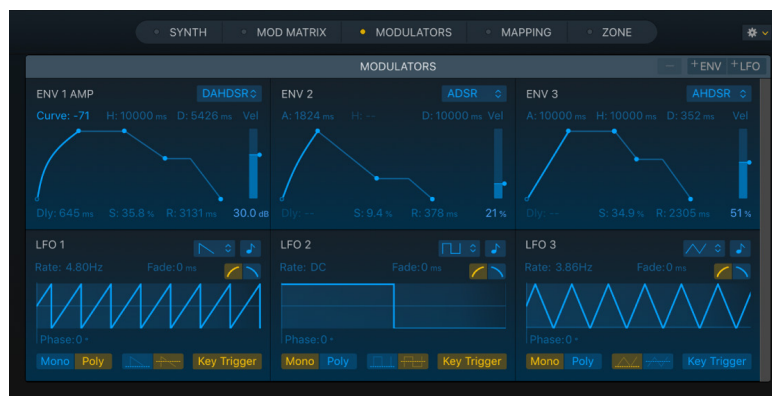 SYNTH MOD MATRIX MODULATORS MAPPING ZONE
MODULATORS
+ENV +LFO
ENV 1 AMP DAHDSR
Curve: -71 H: 10000 ms D: 5426 ms Vel
Dly: 645 ms S: 35.8 % R: 3131 ms 30.0 dB
ENV 2 ADSR
A: 1824 ms H: -- D: 10000 ms Vel
Dly: -- S: 9.4 % R: 378 ms 21 %
ENV 3 AHDSR
A: 10000 ms H: 10000 ms D: 352 ms Vel
Dly: -- S: 34.9 % R: 2305 ms 51 %
LFO 1
Rate: 4.80Hz Fade: 0 ms
Phase: 0 °
Mono Poly Key Trigger
LFO 2
Rate: DC Fade: 0 ms
Phase: 0 °
Mono Poly Key Trigger
LFO 3
Rate: 3.86Hz Fade: 0 ms
Phase: 0 °
Mono Poly Key Trigger